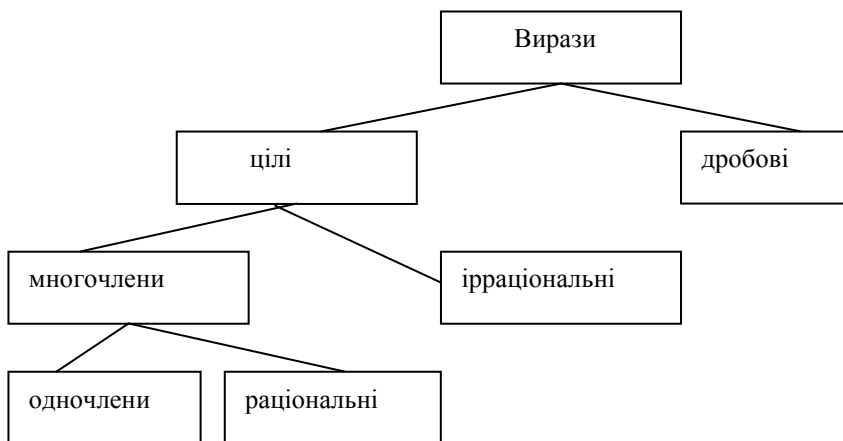 Вирази
цілі
дробові
многочлени
ірраціональні
одночлени
раціональні